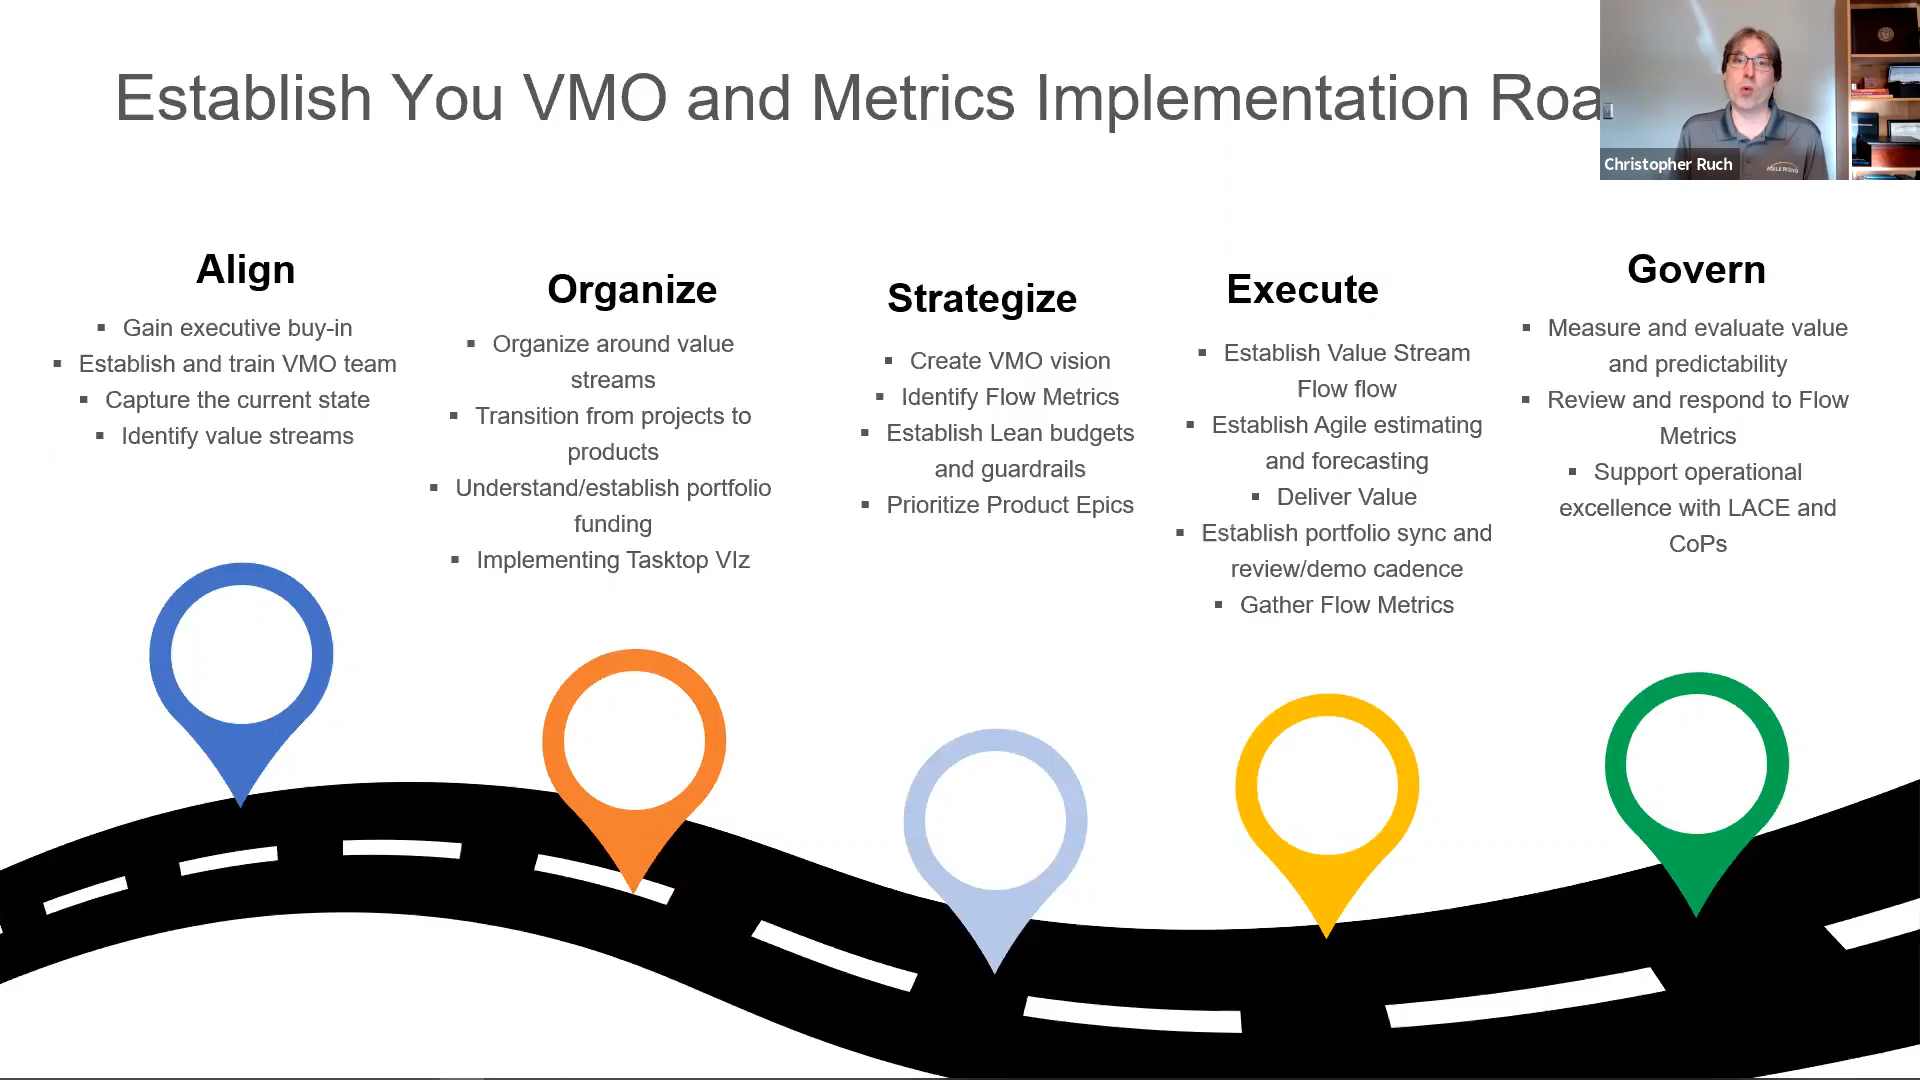 Establish You VMO and Metrics Implementation Roa
Christopher Ruch
AGILE RISING
Align
▪ Gain executive buy-in
▪ Establish and train VMO team
▪ Capture the current state
▪ Identify value streams
Organize
▪ Organize around value
streams
▪ Transition from projects to
products
▪ Understand/establish portfolio
funding
▪ Implementing Tasktop VIz
Strategize
▪ Create VMO vision
▪ Identify Flow Metrics
▪ Establish Lean budgets
and guardrails
▪ Prioritize Product Epics
Execute
▪ Establish Value Stream
Flow flow
▪ Establish Agile estimating
and forecasting
▪ Deliver Value
▪ Establish portfolio sync and
review/demo cadence
▪ Gather Flow Metrics
Govern
▪ Measure and evaluate value
and predictability
▪ Review and respond to Flow
Metrics
▪ Support operational
excellence with LACE and
CoPs